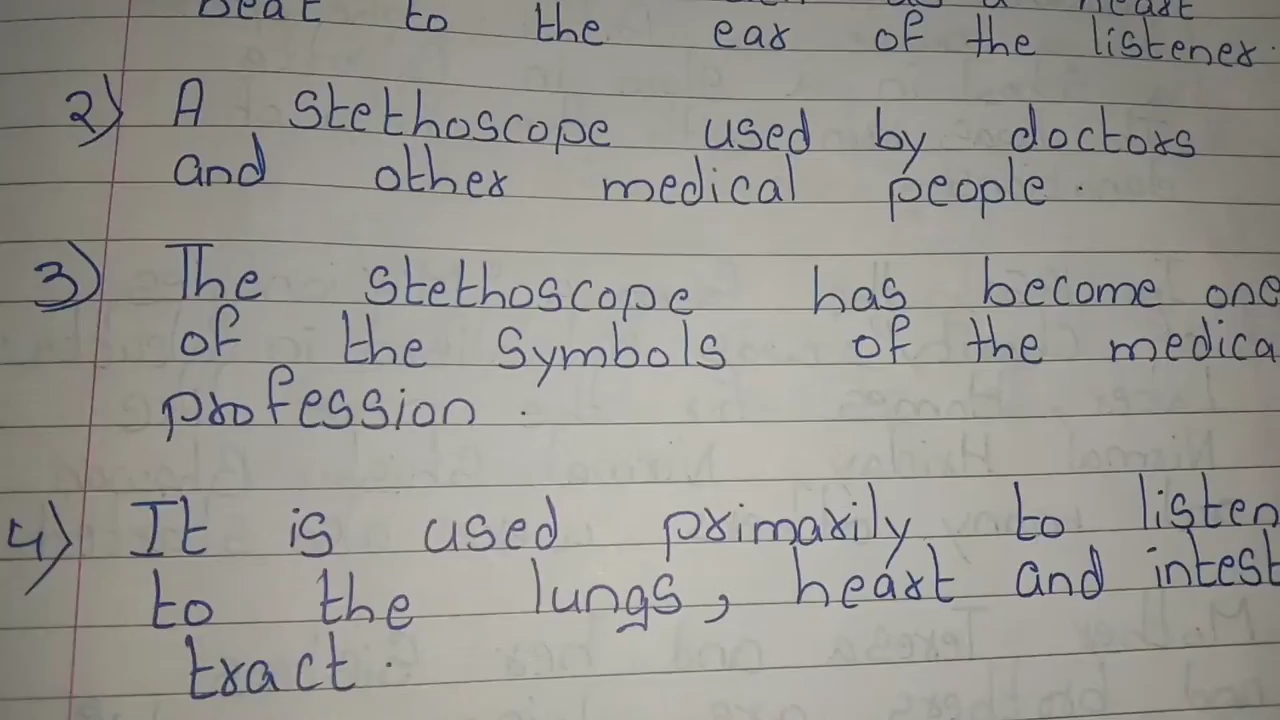 beat to the ear of the listener.
2) A stethoscope used by doctors
and other medical people.
3) The stethoscope has become one
of the symbols of the medica
profession.
4) It is used primarily to listen
to the lungs, heart and intest
tract.